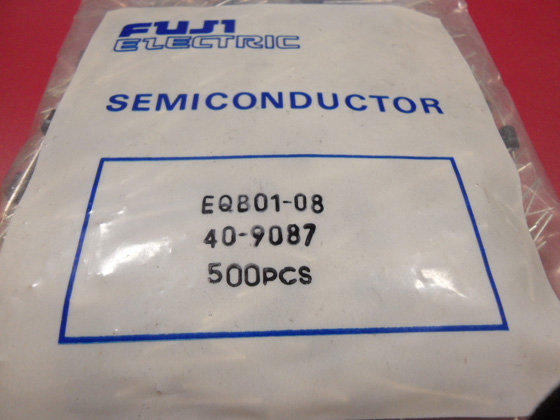 FUJI
ELECTRIC
SEMICONDUCTOR
EQB01-08
40-9087
500PCS